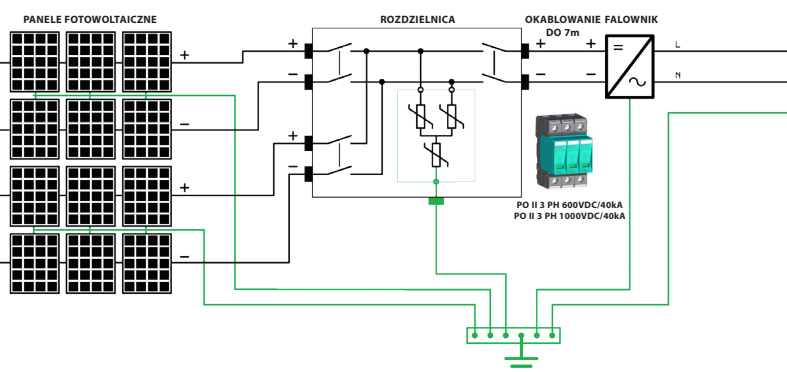 PANELE FOTOWOLTAICZNE
ROZDZIELNICA
OKABLOWANIE FALOWNIK
DO 7m
+
+
+
+
L
−
−
−
−
N
+
+
−
−
PO II 3 PH 600VDC/40kA
PO II 3 PH 1000VDC/40kA